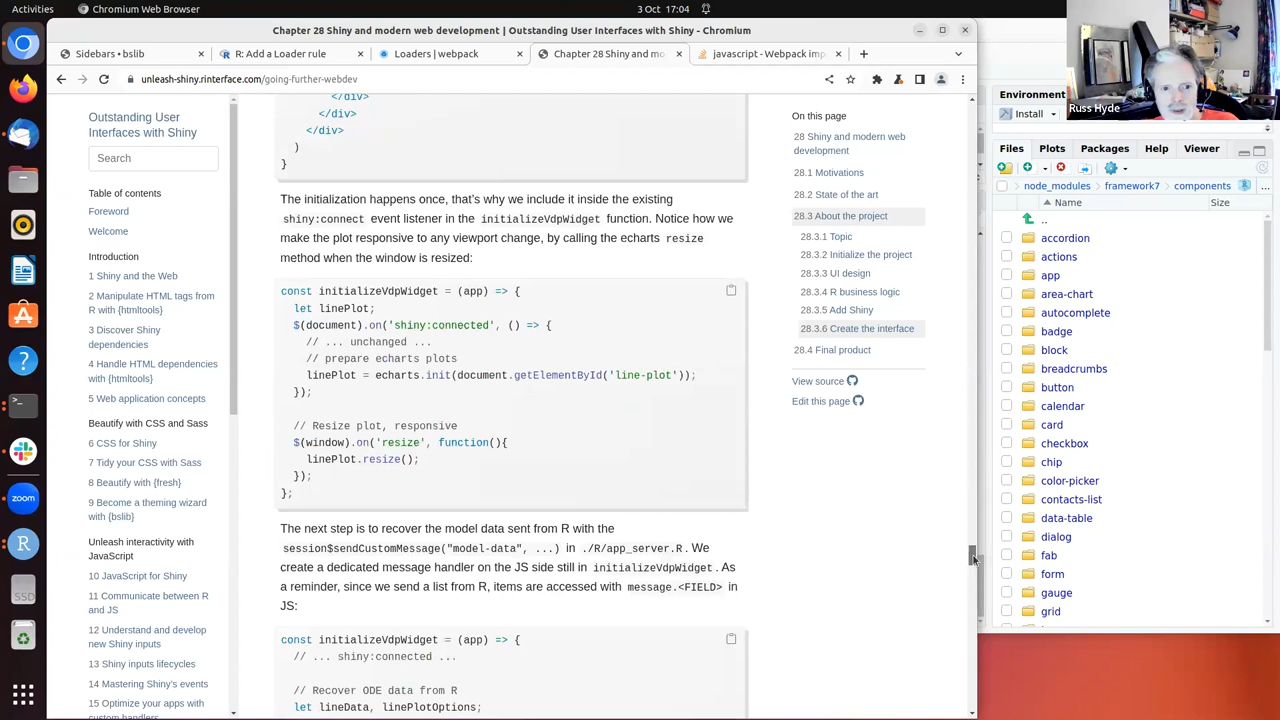 Activities
Chromium Web Browser
3 Oct 17:04
Chapter 28 Shiny and modern web development | Outstanding User Interfaces with Shiny - Chromium
Sidebars • bslib
R: Add a Loader rule
Loaders | webpack
Chapter 28 Shiny and mo
javascript - Webpack imp
unleash-shiny.rinterface.com/going-further-webdev
Russ Hyde
Outstanding User
Interfaces with Shiny
Search
Table of contents
Foreword
Welcome
Introduction
1 Shiny and the Web
2 Manipulate HTML tags from
R with {htmltools}
3 Discover Shiny
dependencies
4 Handle HTML dependencies
with {htmltools}
5 Web application concepts
Beautify with CSS and Sass
6 CSS for Shiny
7 Tidy your CSS with Sass
8 Beautify with {fresh}
9 Become a theming wizard
with {bslib}
Unleash interactivity with
JavaScript
10 JavaScript for Shiny
11 Communicate between R
and JS
12 Understand and develop
new Shiny inputs
13 Shiny inputs lifecycles
14 Mastering Shiny's events
15 Optimize your apps with
custom handlers
</div>
</div>
</div>
)
}
The initialization happens once, that's why we include it inside the existing
shiny:connect event listener in the initializeVdpWidget function. Notice how we
make the plot responsive to any viewport change, by calling the echarts resize
method when the window is resized:
const initializeVdpWidget = (app) => {
let linePlot;
$(document).on('shiny:connected', () => {
// ... unchanged ...
// prepare echarts plots
linePlot = echarts.init(document.getElementById('line-plot'));
});
// Resize plot, responsive
$(window).on('resize', function(){
linePlot.resize();
});
};
The next step is to recover the model data sent from R with the
session$sendCustomMessage("model-data", ...) in ./R/app_server.R. We
create a dedicated message handler on the JS side still in initializeVdpWidget. As
a reminder, since we send a list from R, items are accessed with message.<FIELD> in
JS:
const initializeVdpWidget = (app) => {
// ... shiny:connected ...
// Recover ODE data from R
let lineData, linePlotOptions;
On this page
28 Shiny and modern web
development
28.1 Motivations
28.2 State of the art
28.3 About the project
28.3.1 Topic
28.3.2 Initialize the project
28.3.3 UI design
28.3.4 R business logic
28.3.5 Add Shiny
28.3.6 Create the interface
28.4 Final product
View source
Edit this page
Environment
Install
Files
Plots
Packages
Help
Viewer
node_modules
framework7
components
...
Name
Size
..
accordion
actions
app
area-chart
autocomplete
badge
block
breadcrumbs
button
calendar
card
checkbox
chip
color-picker
contacts-list
data-table
dialog
fab
form
gauge
grid
SSD
zoom
R